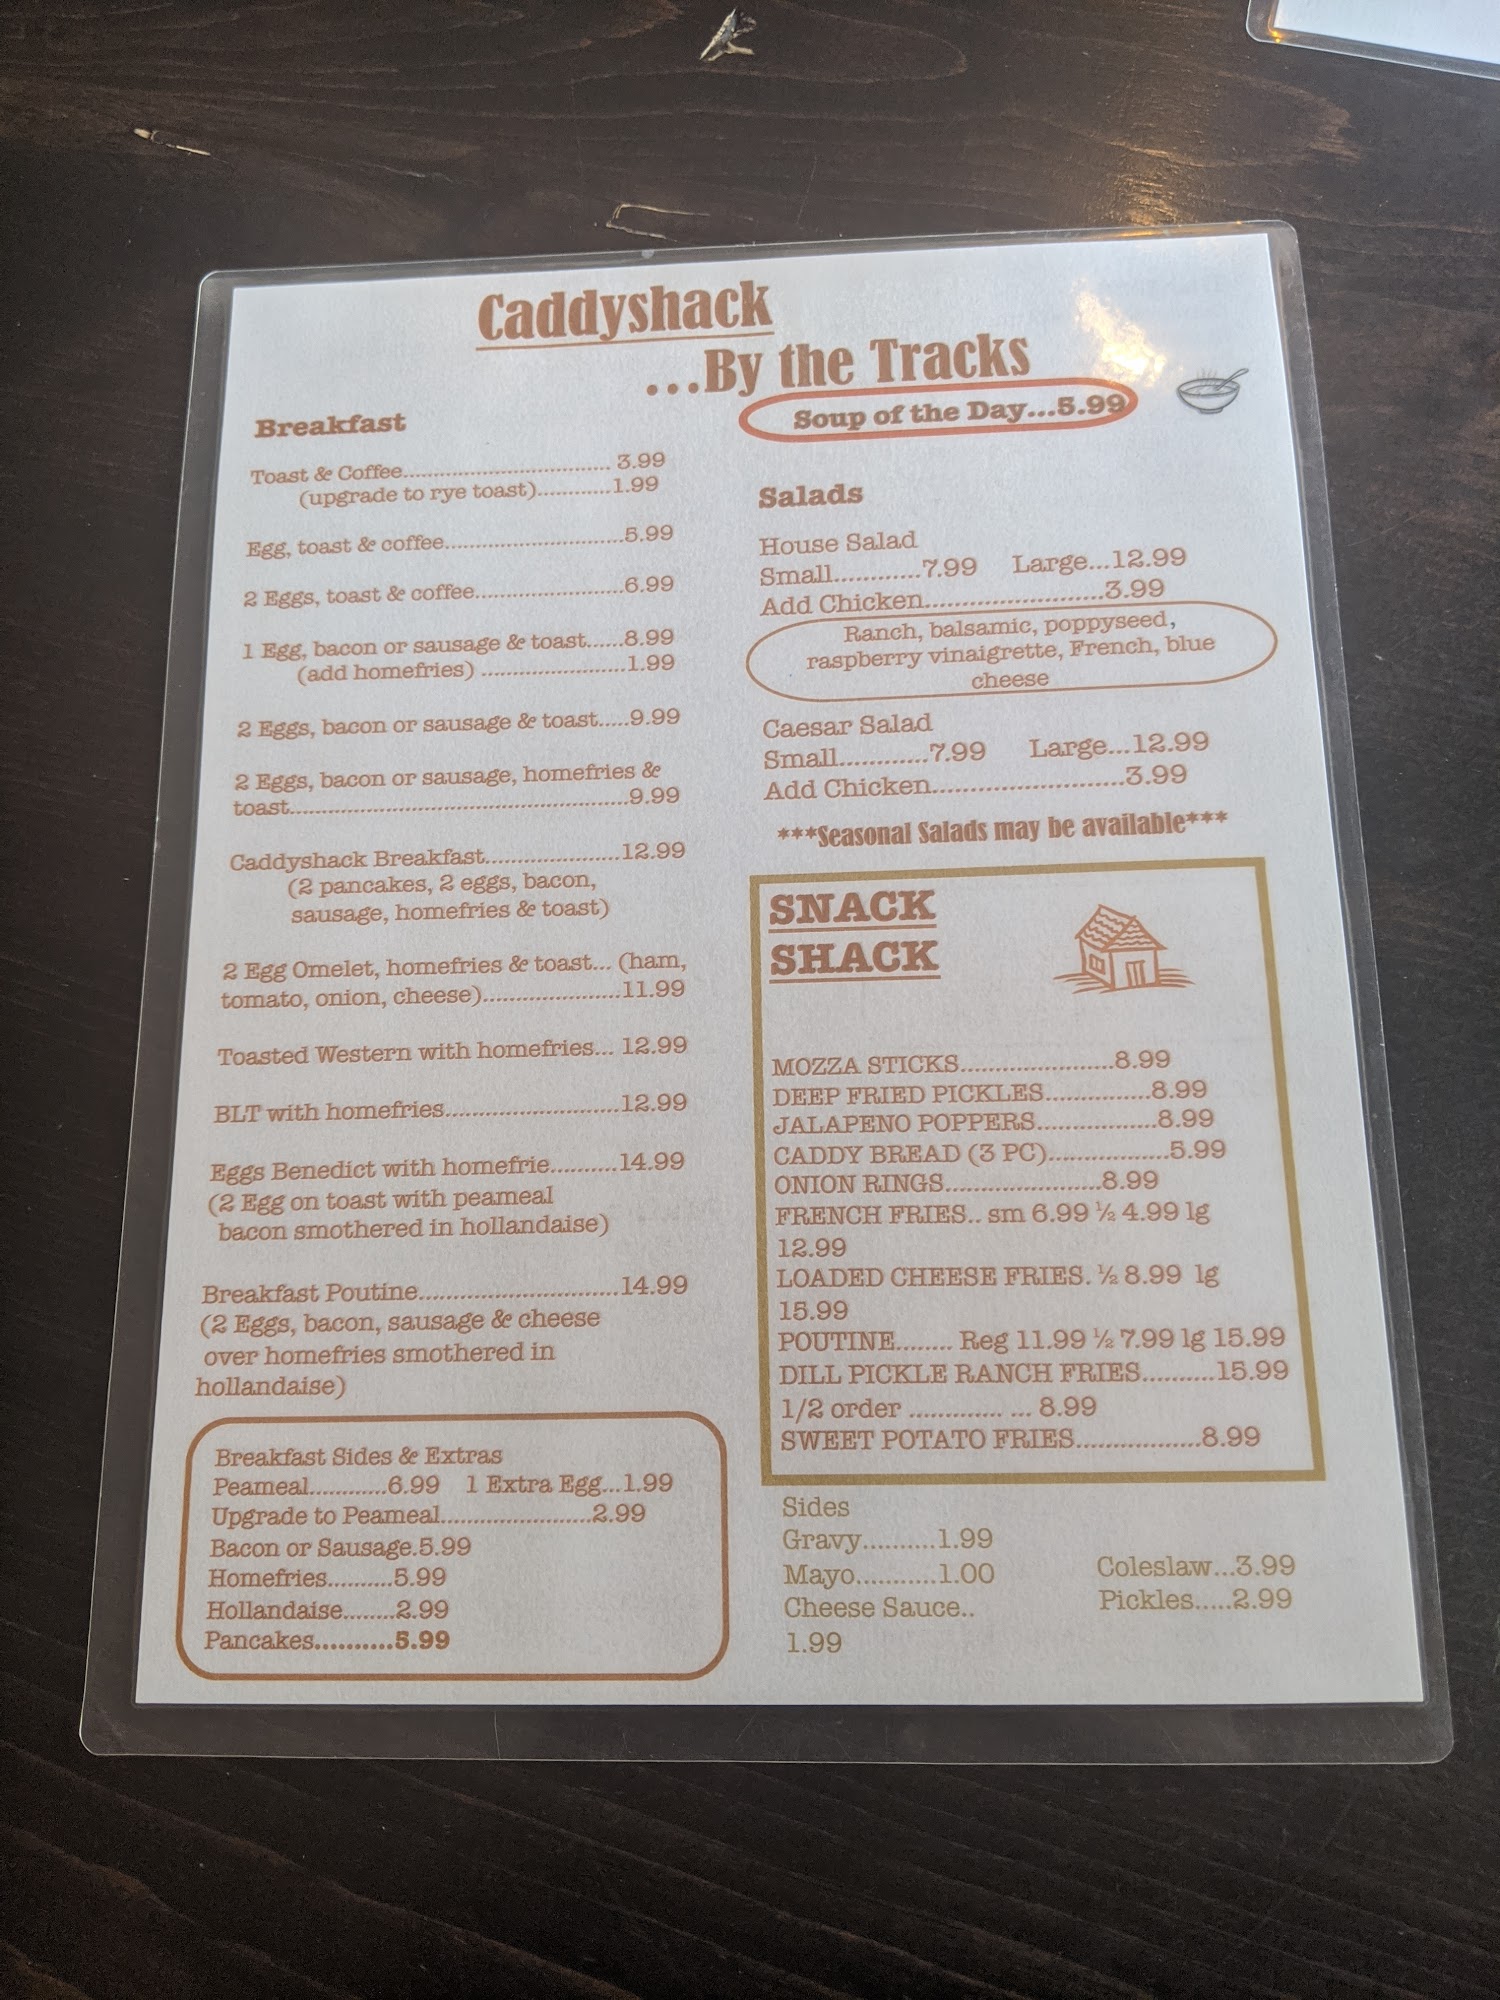 Caddyshack
...By the Tracks
Soup of the Day...5.99
Breakfast
Toast & Coffee................................. 3.99
(upgrade to rye toast)............1.99
Egg, toast & coffee.............................5.99
2 Eggs, toast & coffee........................6.99
1 Egg, bacon or sausage & toast......8.99
(add homefries) .......................1.99
2 Eggs, bacon or sausage & toast.....9.99
2 Eggs, bacon or sausage, homefries &
toast......................................................9.99
Caddyshack Breakfast......................12.99
(2 pancakes, 2 eggs, bacon,
sausage, homefries & toast)
2 Egg Omelet, homefries & toast... (ham,
tomato, onion, cheese)......................11.99
Toasted Western with homefries... 12.99
BLT with homefries............................12.99
Eggs Benedict with homefrie..........14.99
(2 Egg on toast with peameal
bacon smothered in hollandaise)
Breakfast Poutine..............................14.99
(2 Eggs, bacon, sausage & cheese
over homefries smothered in
hollandaise)
Breakfast Sides & Extras
Peameal............6.99 1 Extra Egg...1.99
Upgrade to Peameal.......................2.99
Bacon or Sausage.5.99
Homefries..........5.99
Hollandaise........2.99
Pancakes..........5.99
Salads
House Salad
Small............7.99 Large...12.99
Add Chicken.........................3.99
Ranch, balsamic, poppyseed,
raspberry vinaigrette, French, blue
cheese
Caesar Salad
Small............7.99 Large...12.99
Add Chicken...........................3.99
***Seasonal Salads may be available***
SNACK
SHACK
MOZZA STICKS......................8.99
DEEP FRIED PICKLES...............8.99
JALAPENO POPPERS.................8.99
CADDY BREAD (3 PC).................5.99
ONION RINGS......................8.99
FRENCH FRIES.. sm 6.99 ½ 4.99 lg
12.99
LOADED CHEESE FRIES. ½ 8.99 lg
15.99
POUTINE........ Reg 11.99 ½ 7.99 lg 15.99
DILL PICKLE RANCH FRIES..........15.99
1/2 order ............. ... 8.99
SWEET POTATO FRIES..................8.99
Sides
Gravy..........1.99
Mayo...........1.00
Cheese Sauce..
1.99
Coleslaw...3.99
Pickles.....2.99